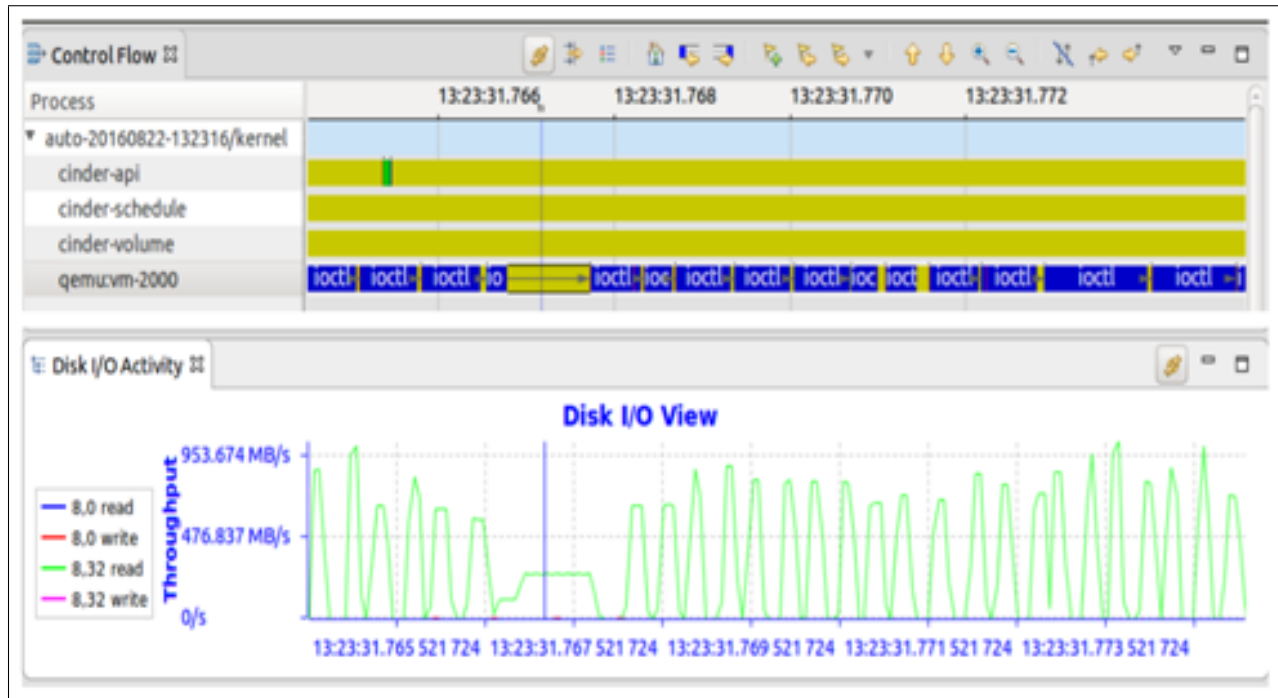 Control Flow
Process
13:23:31.766 13:23:31.768 13:23:31.770 13:23:31.772
auto-20160822-132316/kernel
cinder-api
cinder-schedule
cinder-volume
qemu:vm-2000 ioctl ioctl ioctl io ioctl ioc ioctl ioctl ioctl ioc ioct ioctl ioctl ioctl ioctl i
Disk I/O Activity
Disk I/O View
Throughput
953.674 MB/s
476.837 MB/s
0/s
8,0 read
8,0 write
8,32 read
8,32 write
13:23:31.765 521 724 13:23:31.767 521 724 13:23:31.769 521 724 13:23:31.771 521 724 13:23:31.773 521 724